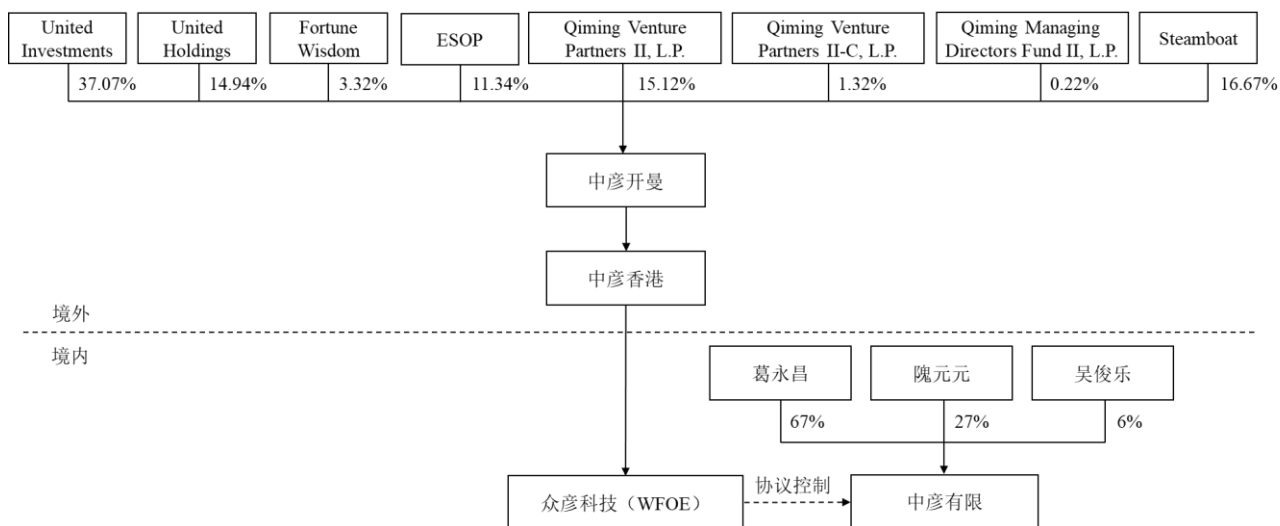 United
Investments
United
Holdings
Fortune
Wisdom
ESOP
Qiming Venture
Partners II, L.P.
Qiming Venture
Partners II-C, L.P.
Qiming Managing
Directors Fund II, L.P.
Steamboat
37.07%
14.94%
3.32%
11.34%
15.12%
1.32%
0.22%
16.67%
中彦开曼
中彦香港
境外
境内
葛永昌
隗元元
吴俊乐
67%
27%
6%
众彦科技（WFOE）
协议控制
中彦有限